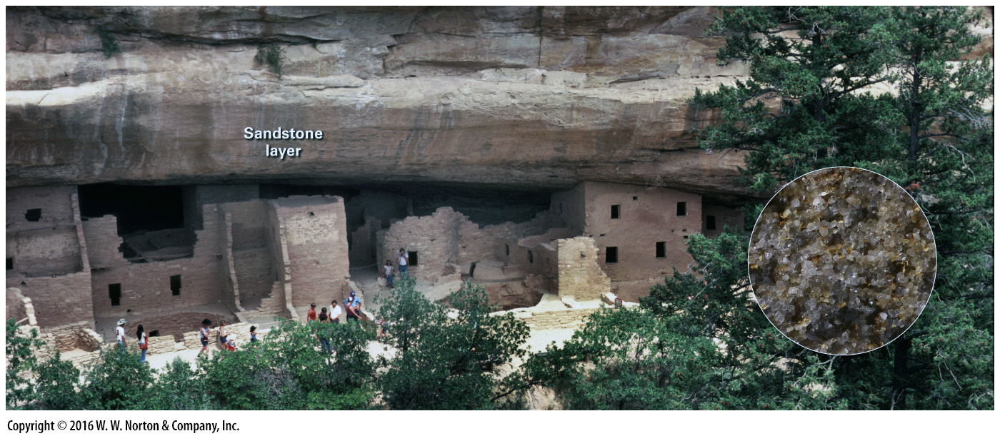 Sandstone
layer
Copyright © 2016 W. W. Norton & Company, Inc.